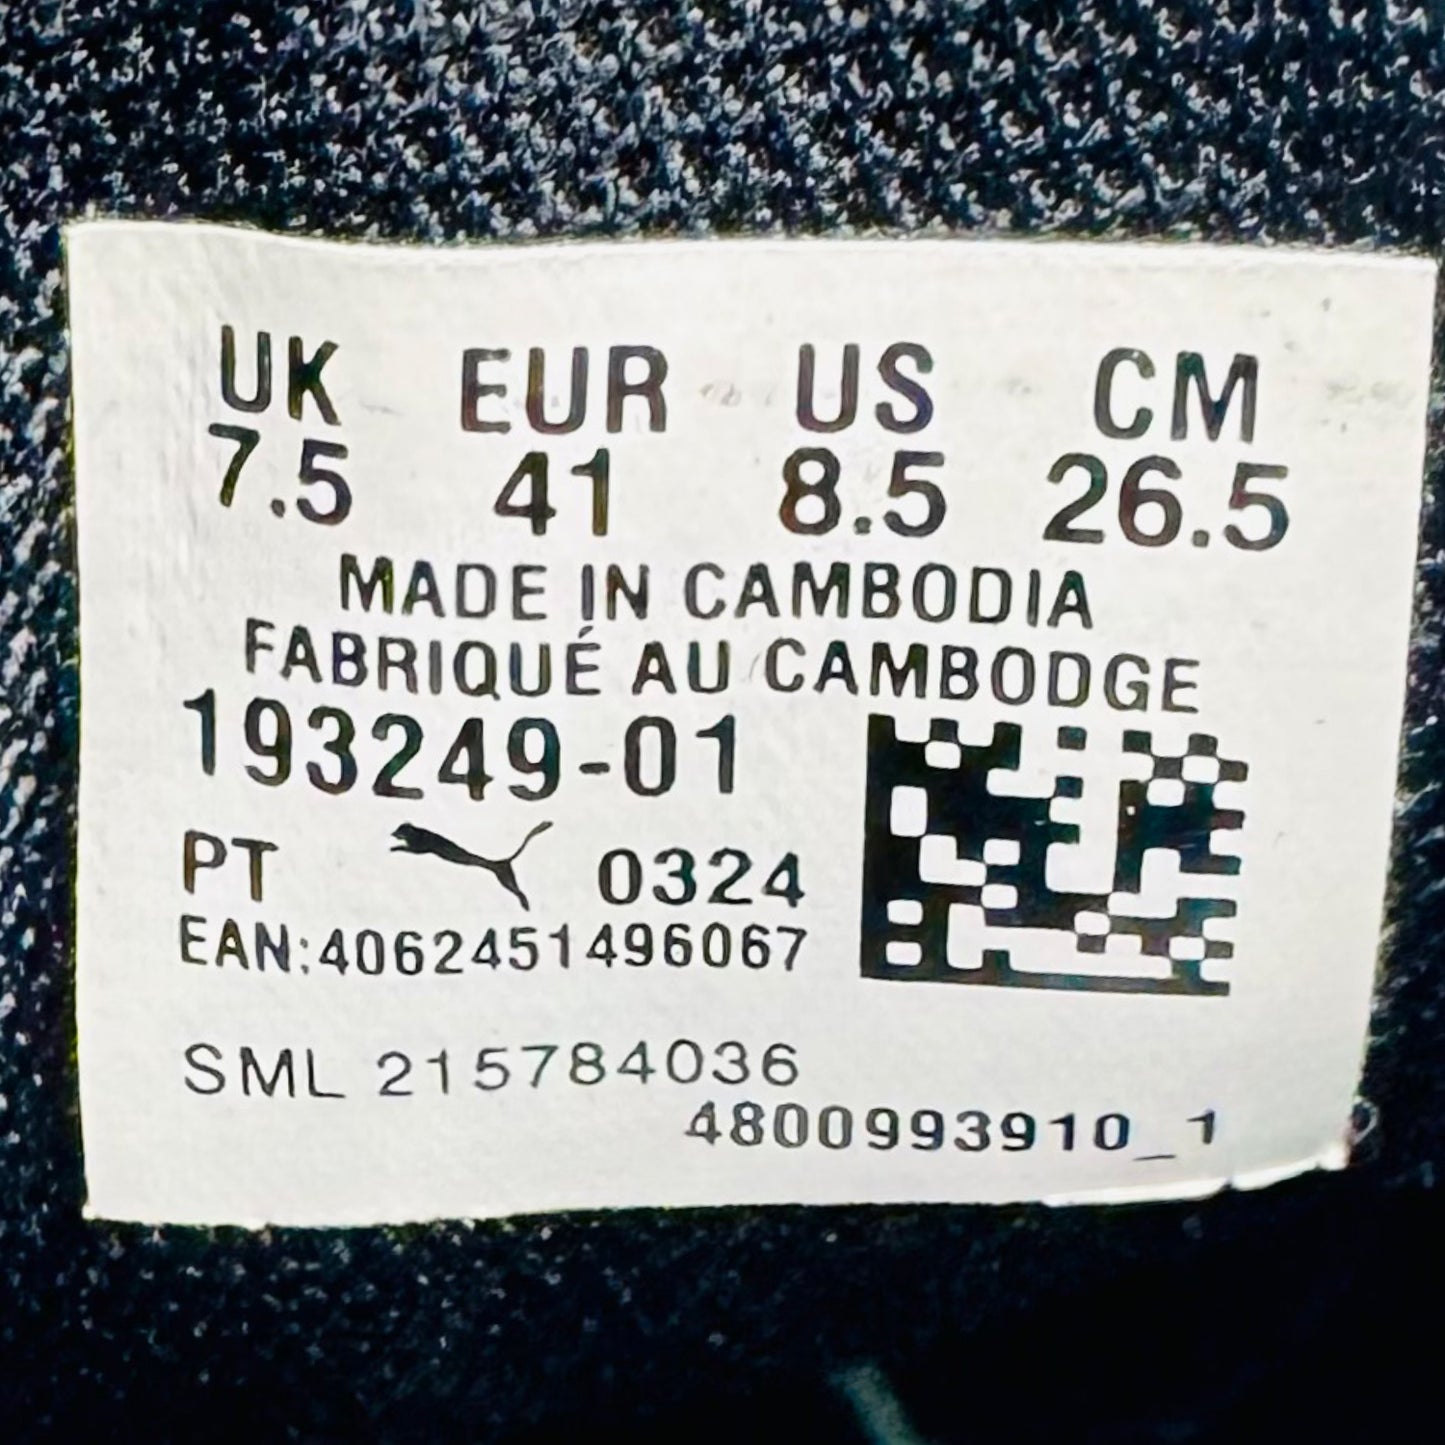 UK EUR US CM
7.5 41 8.5 26.5
MADE IN CAMBODIA
FABRIQUÉ AU CAMBODGE
193249-01
PT 0324
EAN:4062451496067
SML 215784036
4800993910_1